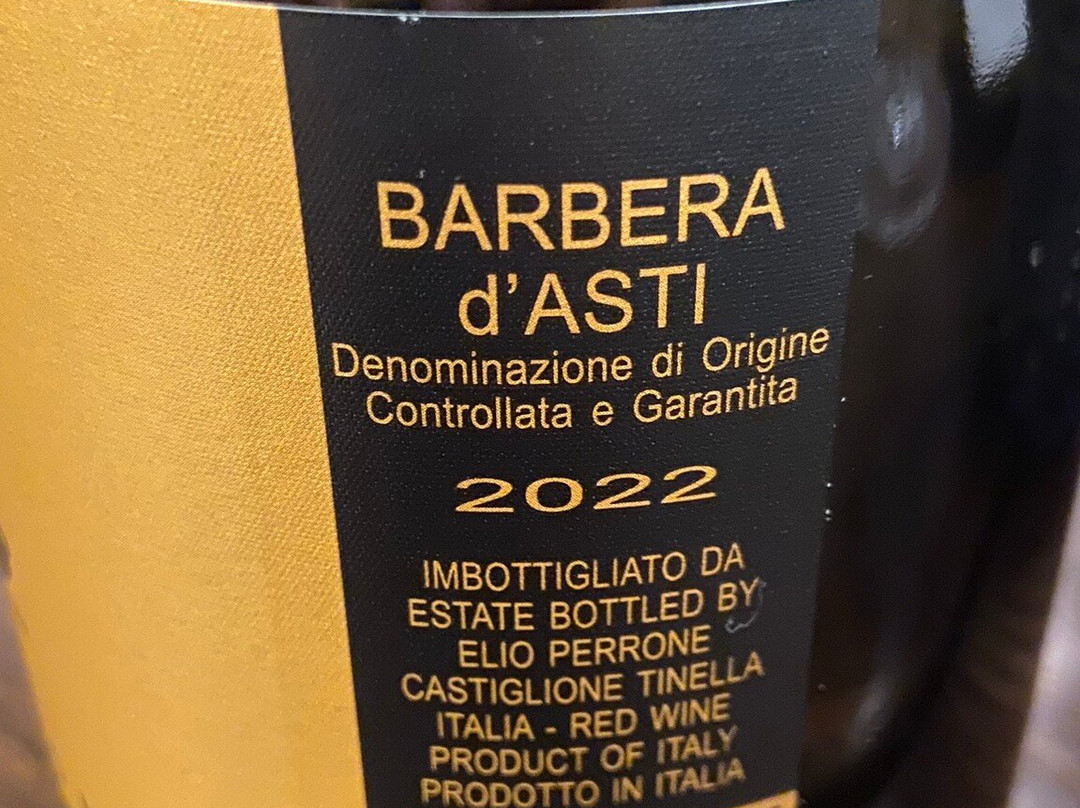 BARBERA
d'ASTI
Denominazione di Origine
Controllata e Garantita
2022
IMBOTTIGLIATO DA
ESTATE BOTTLED BY
ELIO PERRONE
CASTIGLIONE TINELLA
ITALIA - RED WINE
PRODUCT OF ITALY
PRODOTTO IN ITALIA